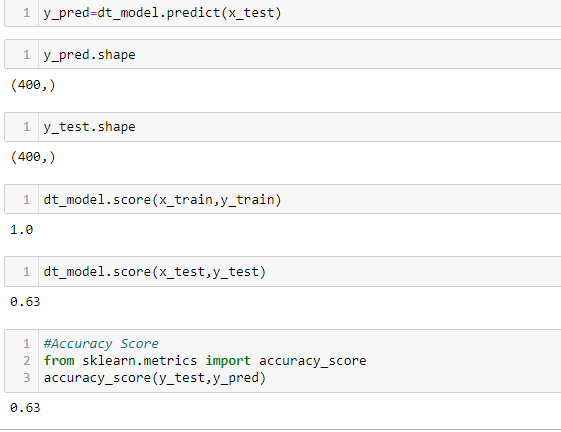 1 y_pred=dt_model.predict(x_test)
1 y_pred.shape
(400,)
1 y_test.shape
(400,)
1 dt_model.score(x_train,y_train)
1.0
1 dt_model.score(x_test,y_test)
0.63
1 #Accuracy Score
2 from sklearn.metrics import accuracy_score
3 accuracy_score(y_test,y_pred)
0.63